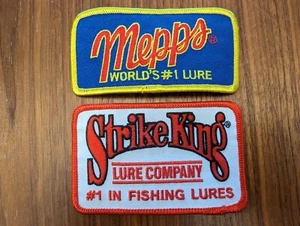 Mepps®
WORLD'S #1 LURE
Strike King®
LURE COMPANY
#1 IN FISHING LURES